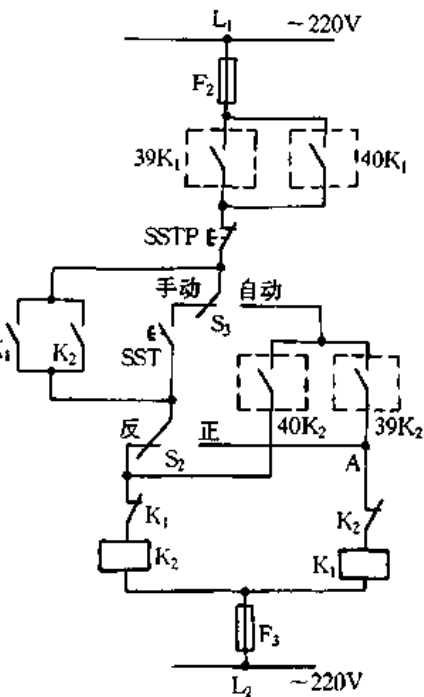 L₁ ~220V
F₂
39K₁ 40K₁
SSTP
手动 自动
S₃
K₁ K₂ SST
反 正 40K₂ 39K₂
S₂ A
K₁ K₂
K₂ K₁
F₃
L₂ ~220V